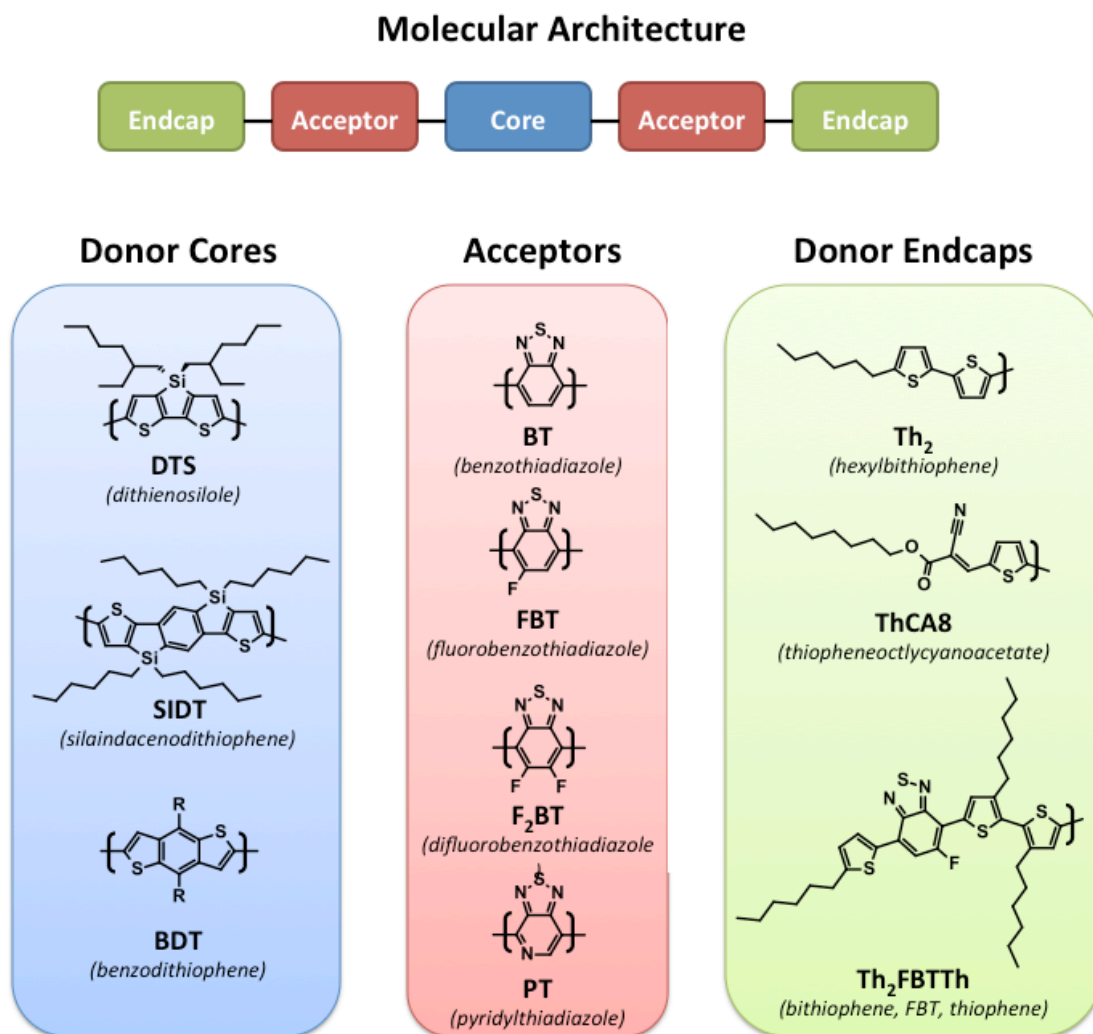 Molecular Architecture
Endcap Acceptor Core Acceptor Endcap
Donor Cores
Si
S S
DTS
(dithienosilole)
S Si
Si S
SIDT
(silaindacenodithiophene)
R
S
S
R
BDT
(benzodithiophene)
Acceptors
S
N N
BT
(benzothiadiazole)
S
N N
F
FBT
(fluorobenzothiadiazole)
S
N N
F F
F2BT
(difluorobenzothiadiazole
S
N N
N
PT
(pyridylthiadiazole)
Donor Endcaps
S
S
Th2
(hexylbithiophene)
N
O
O
S
ThCA8
(thiopheneoctlycyanoacetate)
S
N N
S
S
S
F
Th2FBTTh
(bithiophene, FBT, thiophene)